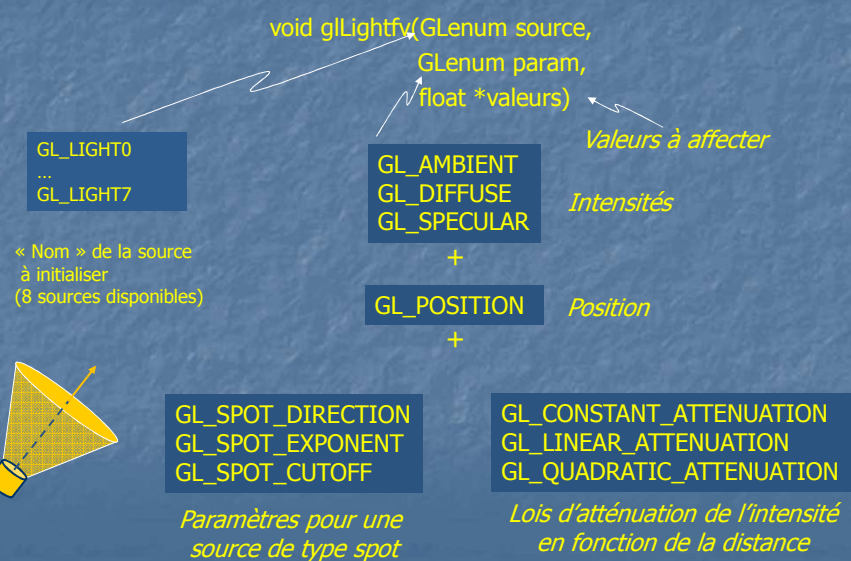 void glLightfv(GLenum source,
GLenum param,
float *valeurs)
Valeurs à affecter
GL_LIGHT0
...
GL_LIGHT7
« Nom » de la source
à initialiser
(8 sources disponibles)
GL_AMBIENT
GL_DIFFUSE
GL_SPECULAR
Intensités
+
GL_POSITION
Position
+
GL_SPOT_DIRECTION
GL_SPOT_EXPONENT
GL_SPOT_CUTOFF
Paramètres pour une
source de type spot
GL_CONSTANT_ATTENUATION
GL_LINEAR_ATTENUATION
GL_QUADRATIC_ATTENUATION
Lois d'atténuation de l'intensité
en fonction de la distance